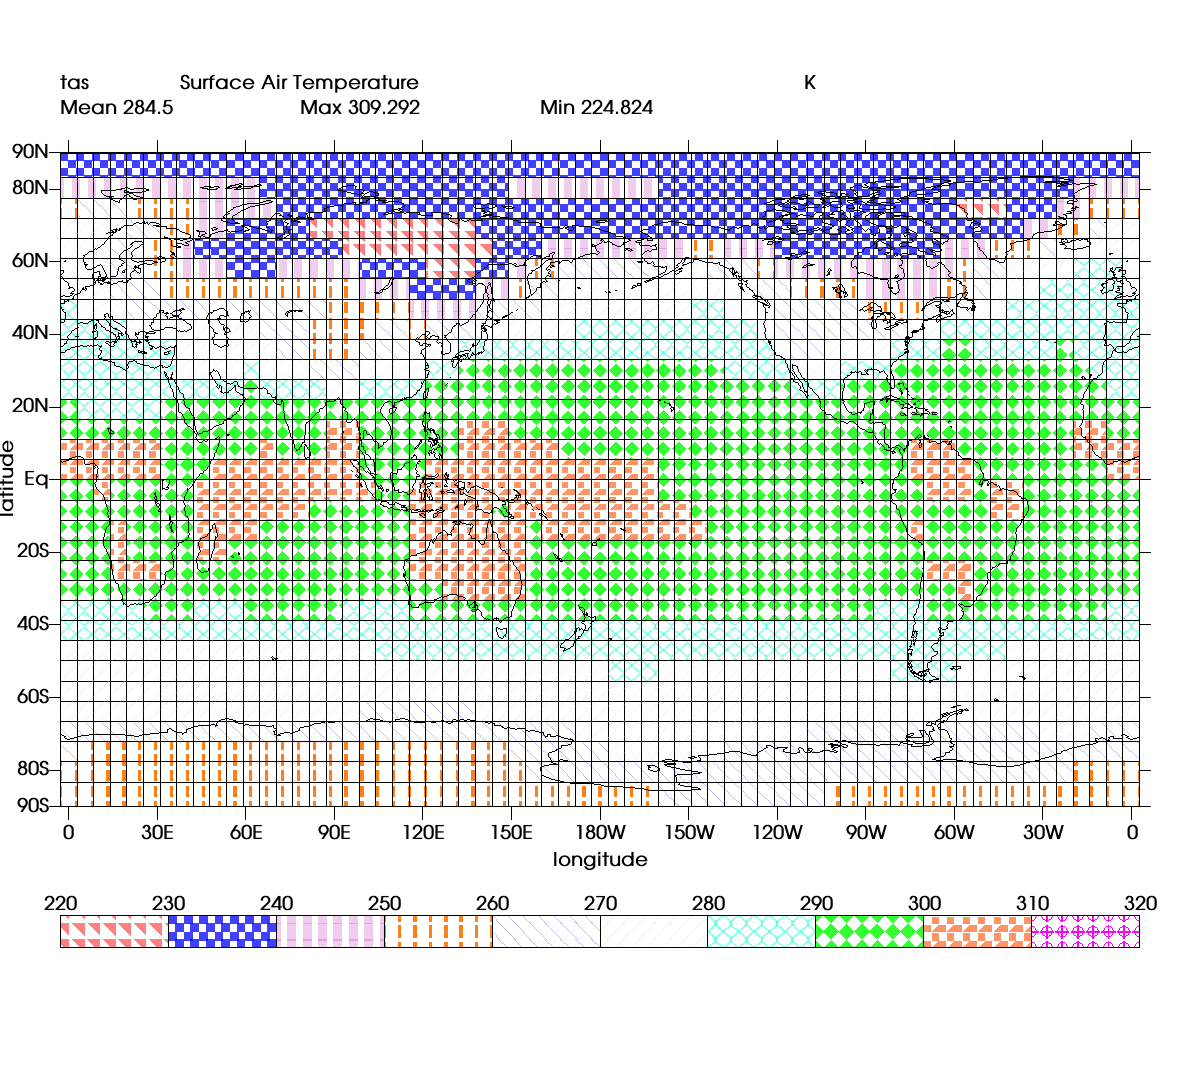 tas Surface Air Temperature K
Mean 284.5 Max 309.292 Min 224.824
90N
80N
60N
40N
20N
Eq
20S
40S
60S
80S
90S
latitude
0 30E 60E 90E 120E 150E 180W 150W 120W 90W 60W 30W 0
longitude
220 230 240 250 260 270 280 290 300 310 320